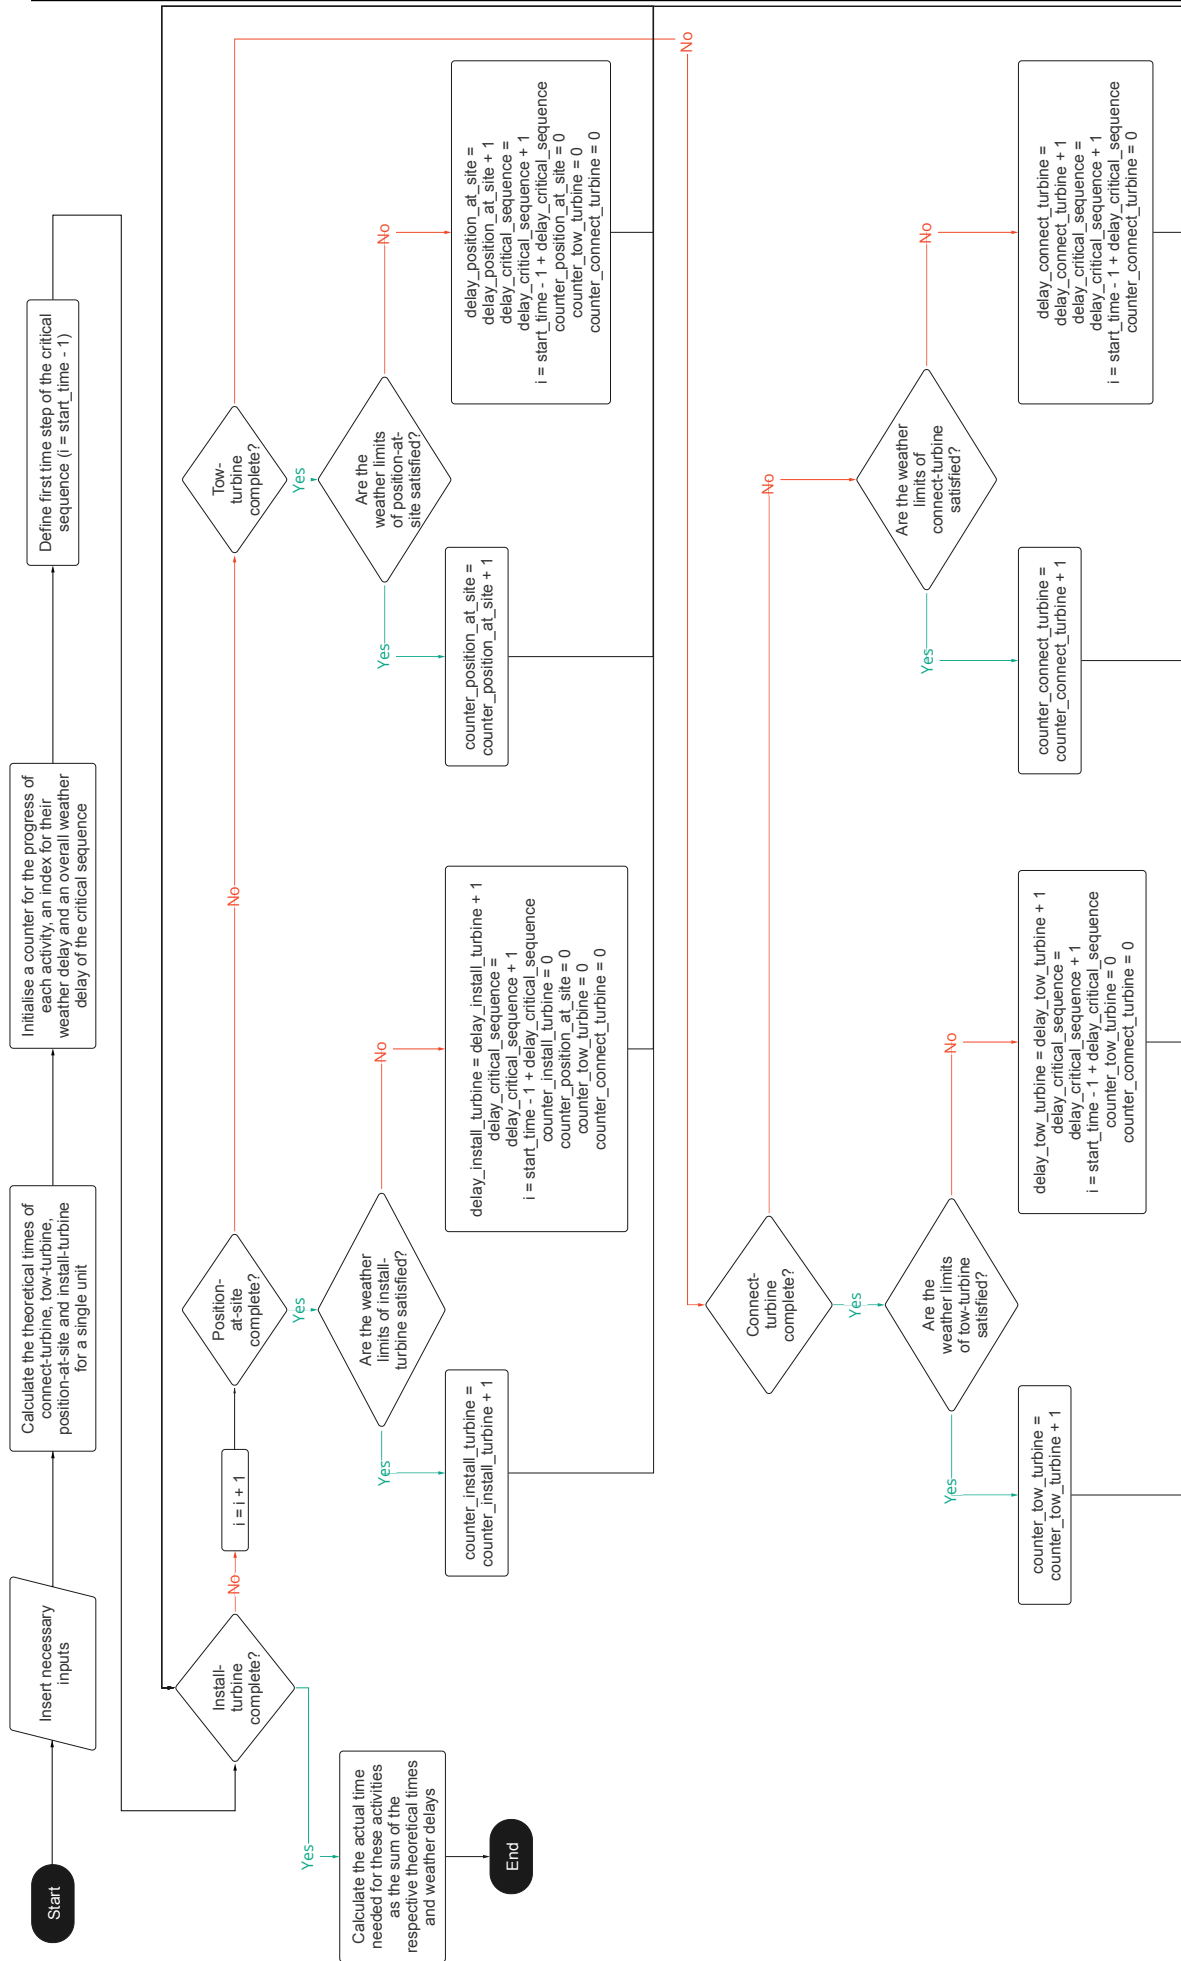 Start
Insert necessary
inputs
Calculate the theoretical times of
connect-turbine, tow-turbine,
position-at-site and install-turbine
for a single unit
Initialise a counter for the progress of
each activity, an index for their
weather delay and an overall weather
delay of the critical sequence
Define first time step of the critical
sequence (i = start_time - 1)
Install-
turbine
complete?
No
i = i + 1
Position-
at-site
complete?
No
Tow-
turbine
complete?
No
Yes
Calculate the actual time
needed for these activities
as the sum of the
respective theoretical times
and weather delays
End
Yes
Are the weather
limits of install-
turbine satisfied?
Yes
counter_install_turbine =
counter_install_turbine + 1
No
delay_install_turbine = delay_install_turbine + 1
delay_critical_sequence =
delay_critical_sequence + 1
i = start_time - 1 + delay_critical_sequence
counter_install_turbine = 0
counter_position_at_site = 0
counter_tow_turbine = 0
counter_connect_turbine = 0
Yes
Are the
weather limits
of position-at-
site satisfied?
Yes
counter_position_at_site =
counter_position_at_site + 1
No
delay_position_at_site =
delay_position_at_site + 1
delay_critical_sequence =
delay_critical_sequence + 1
i = start_time - 1 + delay_critical_sequence
counter_position_at_site = 0
counter_tow_turbine = 0
counter_connect_turbine = 0
Connect-
turbine
complete?
Yes
Are the
weather limits
of tow-turbine
satisfied?
Yes
counter_tow_turbine =
counter_tow_turbine + 1
No
delay_tow_turbine = delay_tow_turbine + 1
delay_critical_sequence =
delay_critical_sequence + 1
i = start_time - 1 + delay_critical_sequence
counter_tow_turbine = 0
counter_connect_turbine = 0
No
Are the weather
limits of
connect-turbine
satisfied?
Yes
counter_connect_turbine =
counter_connect_turbine + 1
No
delay_connect_turbine =
delay_connect_turbine + 1
delay_critical_sequence =
delay_critical_sequence + 1
i = start_time - 1 + delay_critical_sequence
counter_connect_turbine = 0